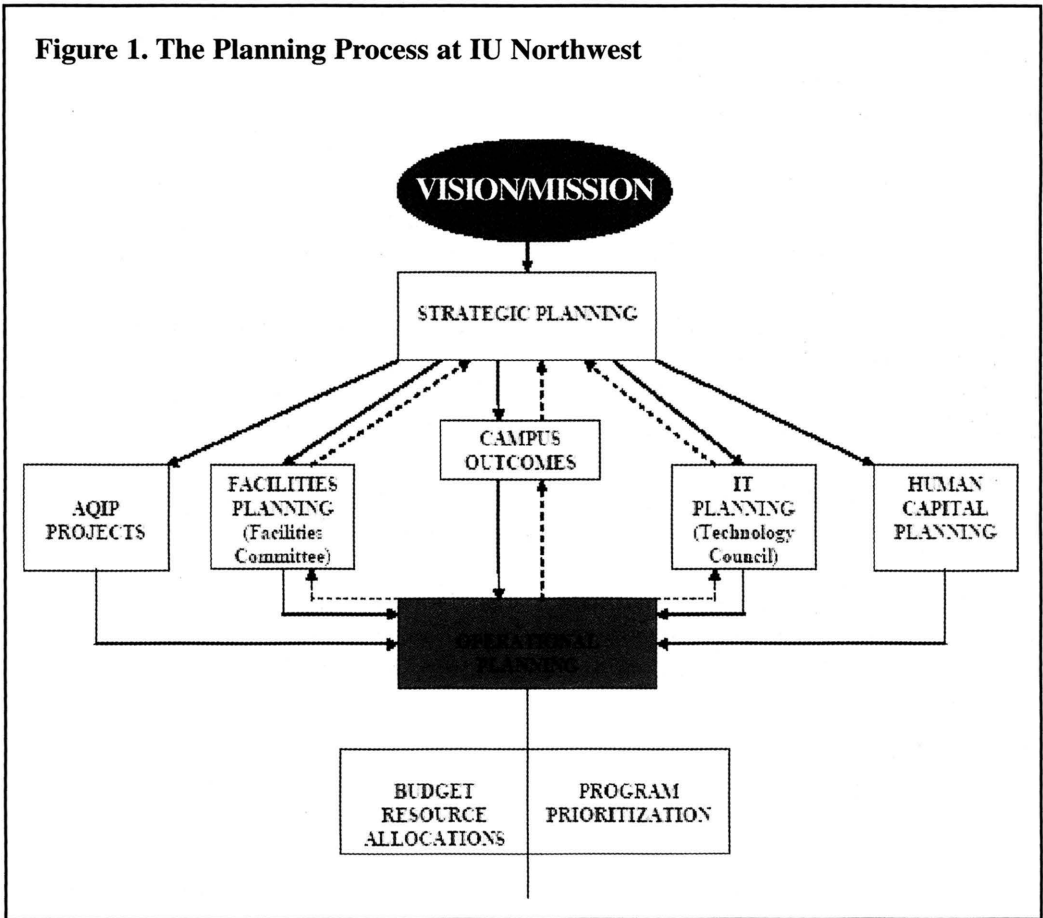 Figure 1. The Planning Process at IU Northwest
VISION/MISSION
STRATEGIC PLANNING
CAMPUS
OUTCOMES
AQIP
PROJECTS
FACILITIES
PLANNING
(Facilities
Committee)
IT
PLANNING
(Technology
Council)
HUMAN
CAPITAL
PLANNING
OPERATIONAL
PLANNING
BUDGET
RESOURCE
ALLOCATIONS
PROGRAM
PRIORITIZATION